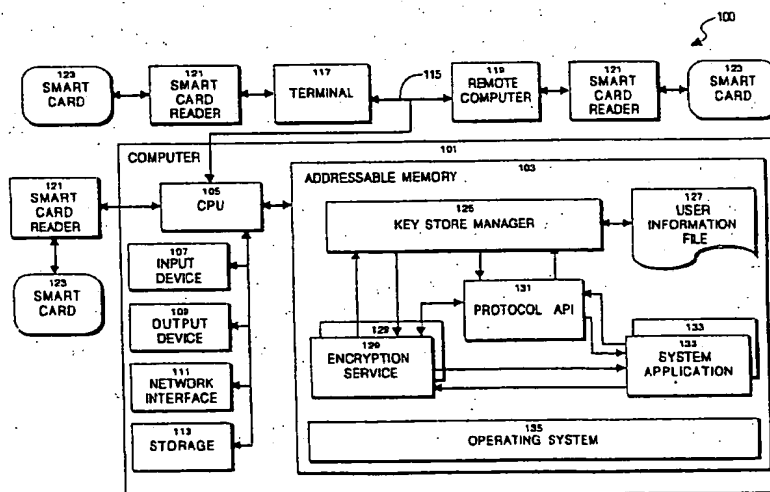 100
123
SMART
CARD
121
SMART
CARD
READER
117
TERMINAL
115
119
REMOTE
COMPUTER
121
SMART
CARD
READER
123
SMART
CARD
COMPUTER
101
121
SMART
CARD
READER
123
SMART
CARD
105
CPU
107
INPUT
DEVICE
109
OUTPUT
DEVICE
111
NETWORK
INTERFACE
113
STORAGE
103
ADDRESSABLE MEMORY
125
KEY STORE MANAGER
127
USER
INFORMATION
FILE
131
PROTOCOL API
129
129
ENCRYPTION
SERVICE
133
133
SYSTEM
APPLICATION
135
OPERATING SYSTEM